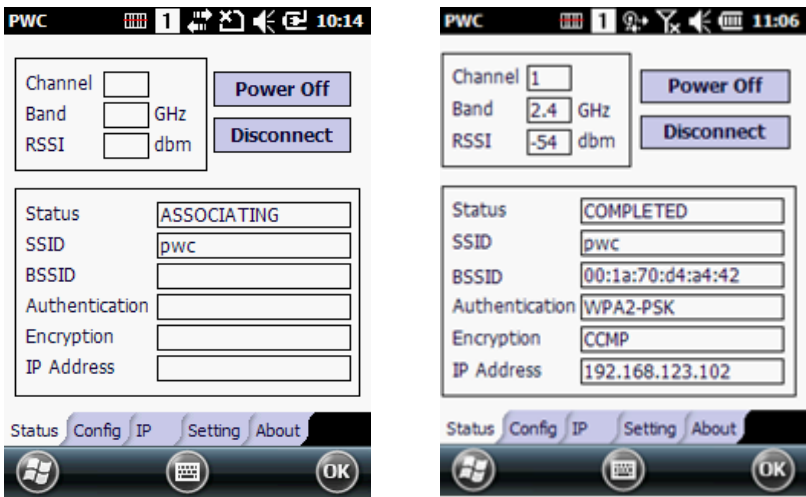 PWC 1 10:14
Channel
Power Off
Band GHz
RSSI dbm
Disconnect
Status ASSOCIATING
SSID pwc
BSSID
Authentication
Encryption
IP Address
Status Config IP Setting About
OK
PWC 1 11:06
Channel 1
Power Off
Band 2.4 GHz
RSSI -54 dbm
Disconnect
Status COMPLETED
SSID pwc
BSSID 00:1a:70:d4:a4:42
Authentication WPA2-PSK
Encryption CCMP
IP Address 192.168.123.102
Status Config IP Setting About
OK